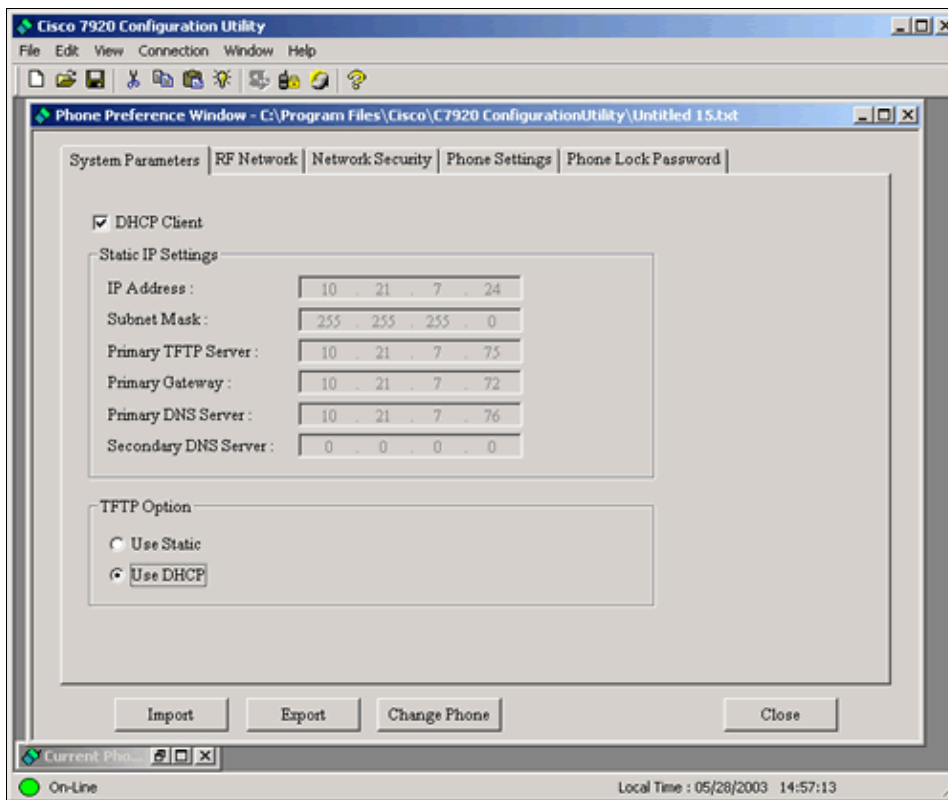 Cisco 7920 Configuration Utility
File Edit View Connection Window Help
Phone Preference Window - C:\Program Files\Cisco\C7920 ConfigurationUtility\Untitled 15.txt
System Parameters RF Network Network Security Phone Settings Phone Lock Password
DHCP Client
Static IP Settings
IP Address : 10 . 21 . 7 . 24
Subnet Mask : 255 . 255 . 255 . 0
Primary TFTP Server : 10 . 21 . 7 . 75
Primary Gateway : 10 . 21 . 7 . 72
Primary DNS Server : 10 . 21 . 7 . 76
Secondary DNS Server : 0 . 0 . 0 . 0
TFTP Option
Use Static
Use DHCP
Import Export Change Phone Close
Current Pho...
On-Line Local Time : 05/28/2003 14:57:13